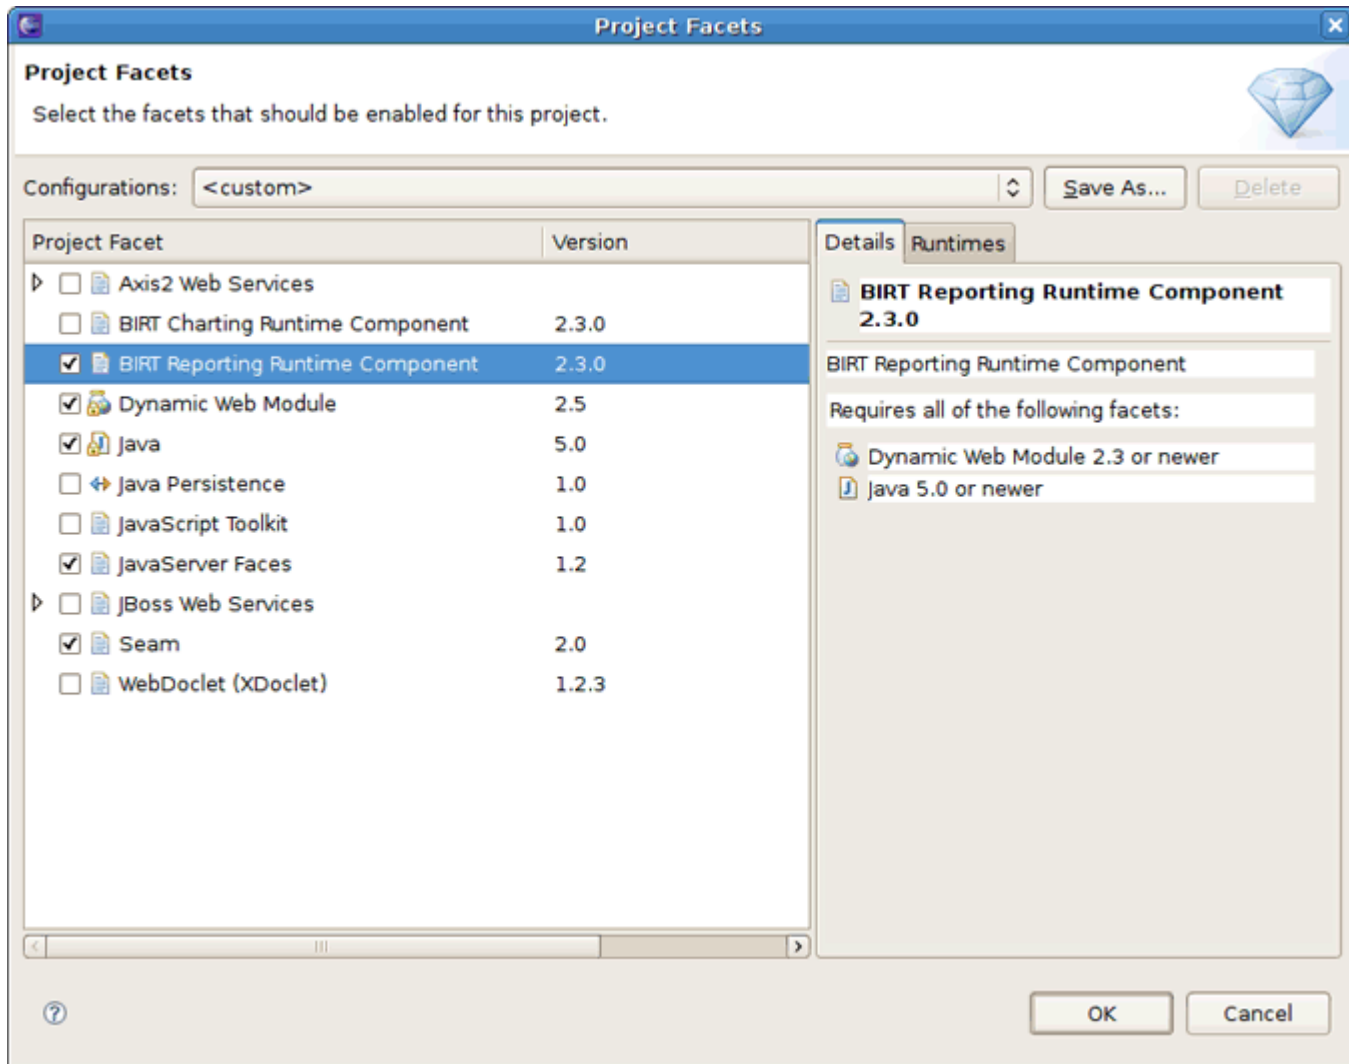 Project Facets
Project Facets
Select the facets that should be enabled for this project.
Configurations: <custom> Save As... Delete
Project Facet Version
Axis2 Web Services
BIRT Charting Runtime Component 2.3.0
BIRT Reporting Runtime Component 2.3.0
Dynamic Web Module 2.5
Java 5.0
Java Persistence 1.0
JavaScript Toolkit 1.0
JavaServer Faces 1.2
JBoss Web Services
Seam 2.0
WebDoclet (XDoclet) 1.2.3
Details Runtimes
BIRT Reporting Runtime Component
2.3.0
BIRT Reporting Runtime Component
Requires all of the following facets:
Dynamic Web Module 2.3 or newer
Java 5.0 or newer
OK Cancel